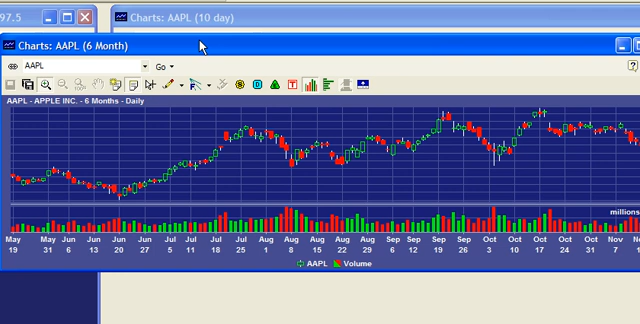 97.5
Charts: AAPL (10 day)
Charts: AAPL (6 Month)
AAPL
Go
AAPL - APPLE INC. - 6 Months - Daily
millions
May May Jun Jun Jun Jun Jul Jul Jul Jul Aug Aug Aug Aug Aug Sep Sep Sep Sep Oct Oct Oct Oct Oct Nov
19 31 6 13 20 27 5 11 18 25 1 8 15 22 29 6 12 19 26 3 10 17 24 31 7
AAPL Volume